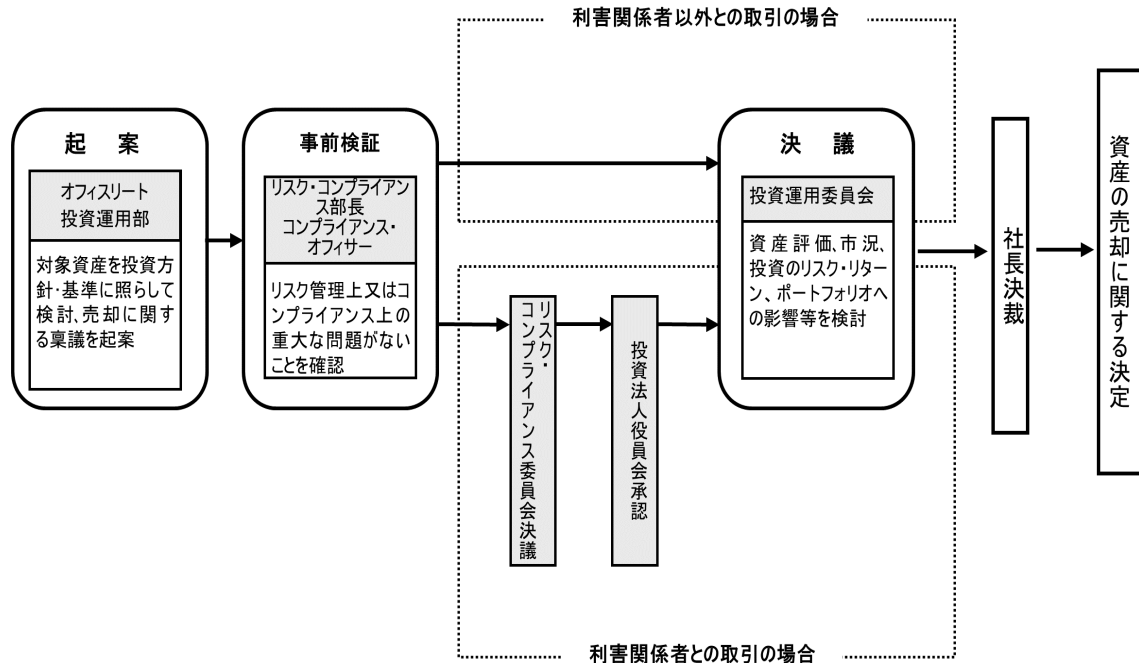 利害関係者以外との取引の場合
起　案
オフィスリート
投資運用部
対象資産を投資方
針・基準に照らして
検討、売却に関す
る稟議を起案
事前検証
リスク・コンプライアン
ス部長
コンプライアンス・
オフィサー
リスク管理上又はコ
ンプライアンス上の
重大な問題がない
ことを確認
リスク・
コンプライアンス委員会決議
投資法人役員会承認
決　議
投資運用委員会
資産評価、市況、
投資のリスク・リター
ン、ポートフォリオへ
の影響等を検討
社長決裁
資産の売却に関する決定
利害関係者との取引の場合